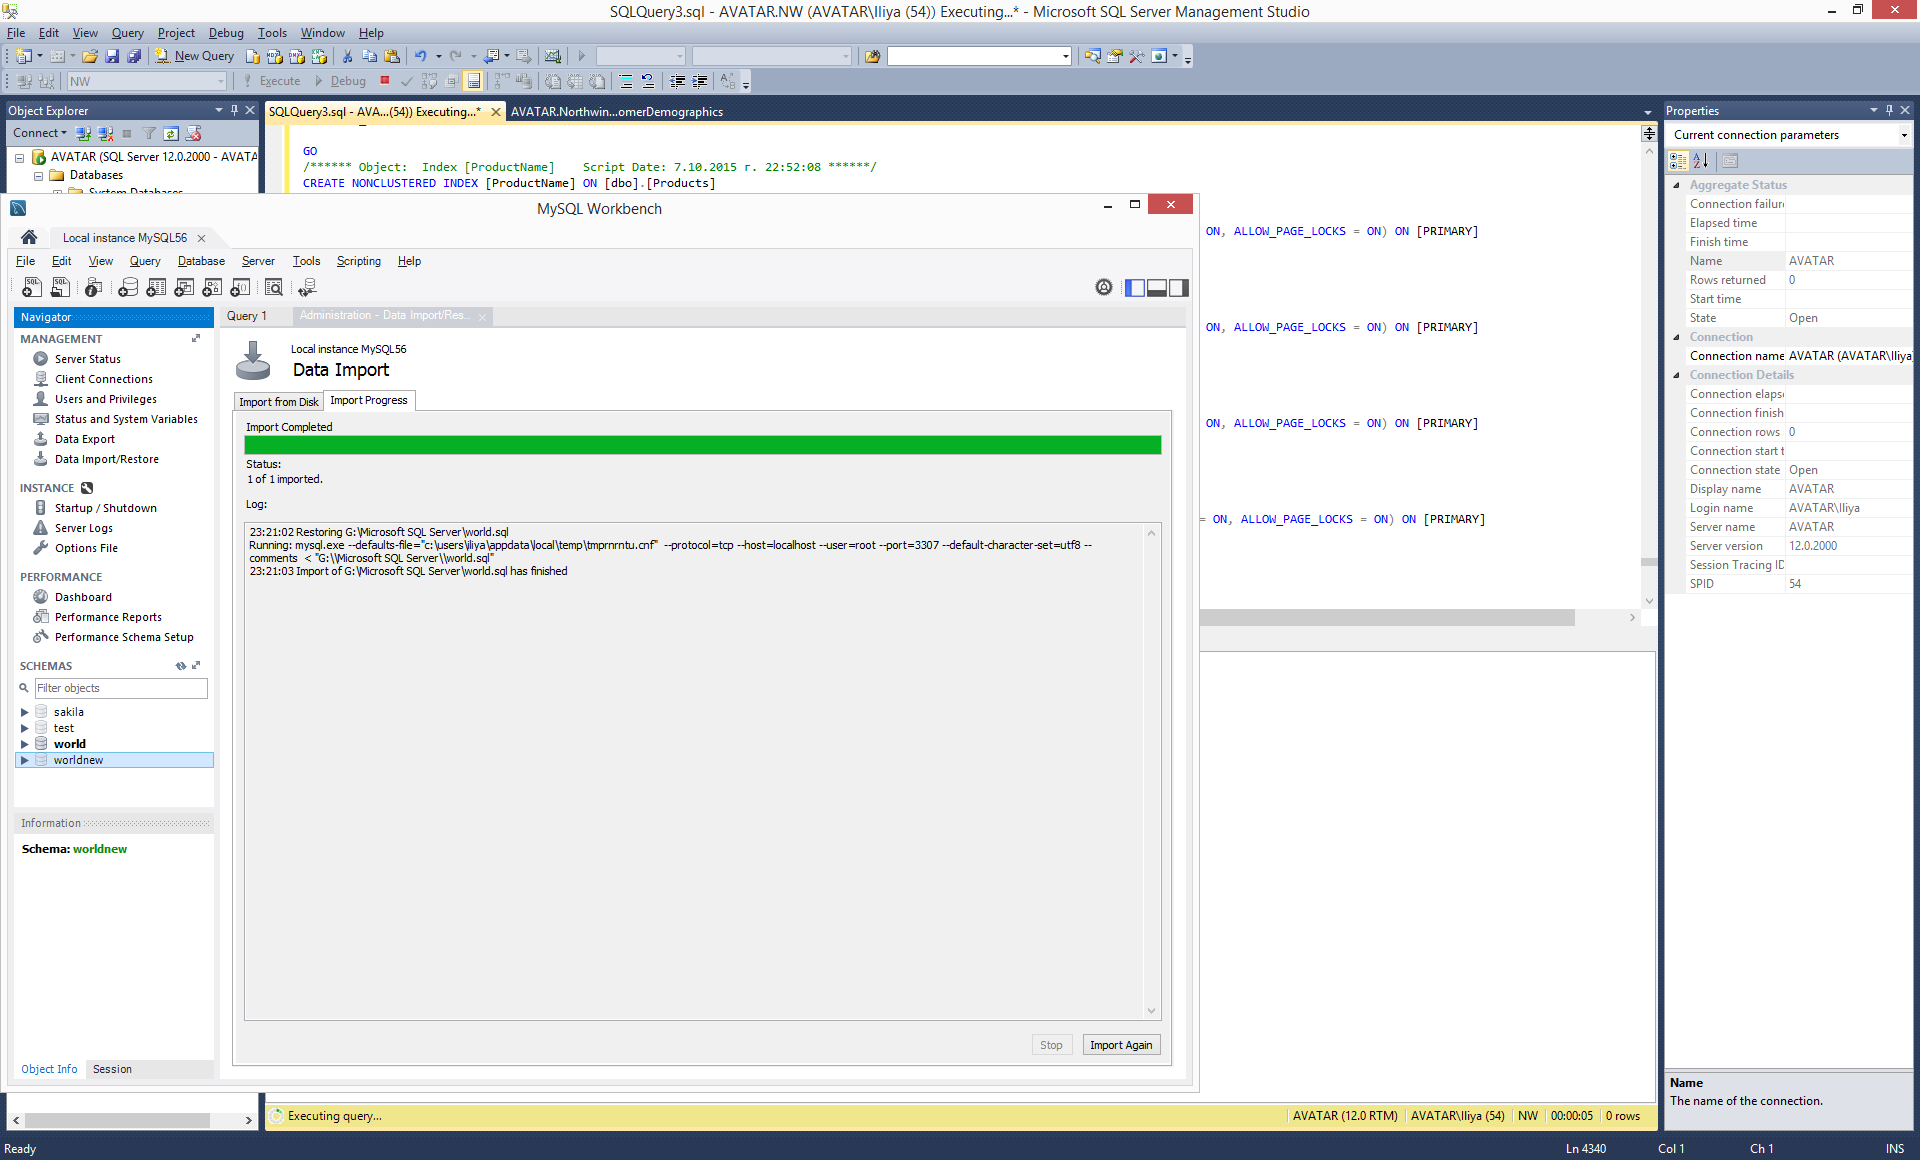 SQLQuery3.sql - AVATAR.NW (AVATAR\Iliya (54)) Executing...* - Microsoft SQL Server Management Studio
File Edit View Query Project Debug Tools Window Help
New Query
NW Execute Debug
Object Explorer
Connect
AVATAR (SQL Server 12.0.2000 - AVATA
Databases
System Databases
SQLQuery3.sql - AVA...(54)) Executing...* AVATAR.Northwin...omerDemographics
GO
/****** Object:  Index [ProductName]    Script Date: 7.10.2015 г. 22:52:08 ******/
CREATE NONCLUSTERED INDEX [ProductName] ON [dbo].[Products]
ON, ALLOW_PAGE_LOCKS = ON) ON [PRIMARY]
ON, ALLOW_PAGE_LOCKS = ON) ON [PRIMARY]
ON, ALLOW_PAGE_LOCKS = ON) ON [PRIMARY]
= ON, ALLOW_PAGE_LOCKS = ON) ON [PRIMARY]
MySQL Workbench
Local instance MySQL56
File Edit View Query Database Server Tools Scripting Help
Navigator
MANAGEMENT
Server Status
Client Connections
Users and Privileges
Status and System Variables
Data Export
Data Import/Restore
INSTANCE
Startup / Shutdown
Server Logs
Options File
PERFORMANCE
Dashboard
Performance Reports
Performance Schema Setup
SCHEMAS
Filter objects
sakila
test
world
worldnew
Information
Schema: worldnew
Object Info Session
Query 1 Administration - Data Import/Res...
Local instance MySQL56
Data Import
Import from Disk Import Progress
Import Completed
Status:
1 of 1 imported.
Log:
23:21:02 Restoring G:\Microsoft SQL Server\world.sql
Running: mysql.exe --defaults-file="c:\users\iliya\appdata\local\temp\tmprnrntu.cnf"  --protocol=tcp --host=localhost --user=root --port=3307 --default-character-set=utf8 --
comments  < "G:\\Microsoft SQL Server\\world.sql"
23:21:03 Import of G:\Microsoft SQL Server\world.sql has finished
Stop Import Again
Properties
Current connection parameters
Aggregate Status
Connection failure
Elapsed time
Finish time
Name AVATAR
Rows returned 0
Start time
State Open
Connection
Connection name AVATAR (AVATAR\Iliya)
Connection Details
Connection elapse
Connection finish
Connection rows 0
Connection start t
Connection state Open
Display name AVATAR
Login name AVATAR\Iliya
Server name AVATAR
Server version 12.0.2000
Session Tracing ID
SPID 54
Name
The name of the connection.
Executing query... AVATAR (12.0 RTM) AVATAR\Iliya (54) NW 00:00:05 0 rows
Ready Ln 4340 Col 1 Ch 1 INS